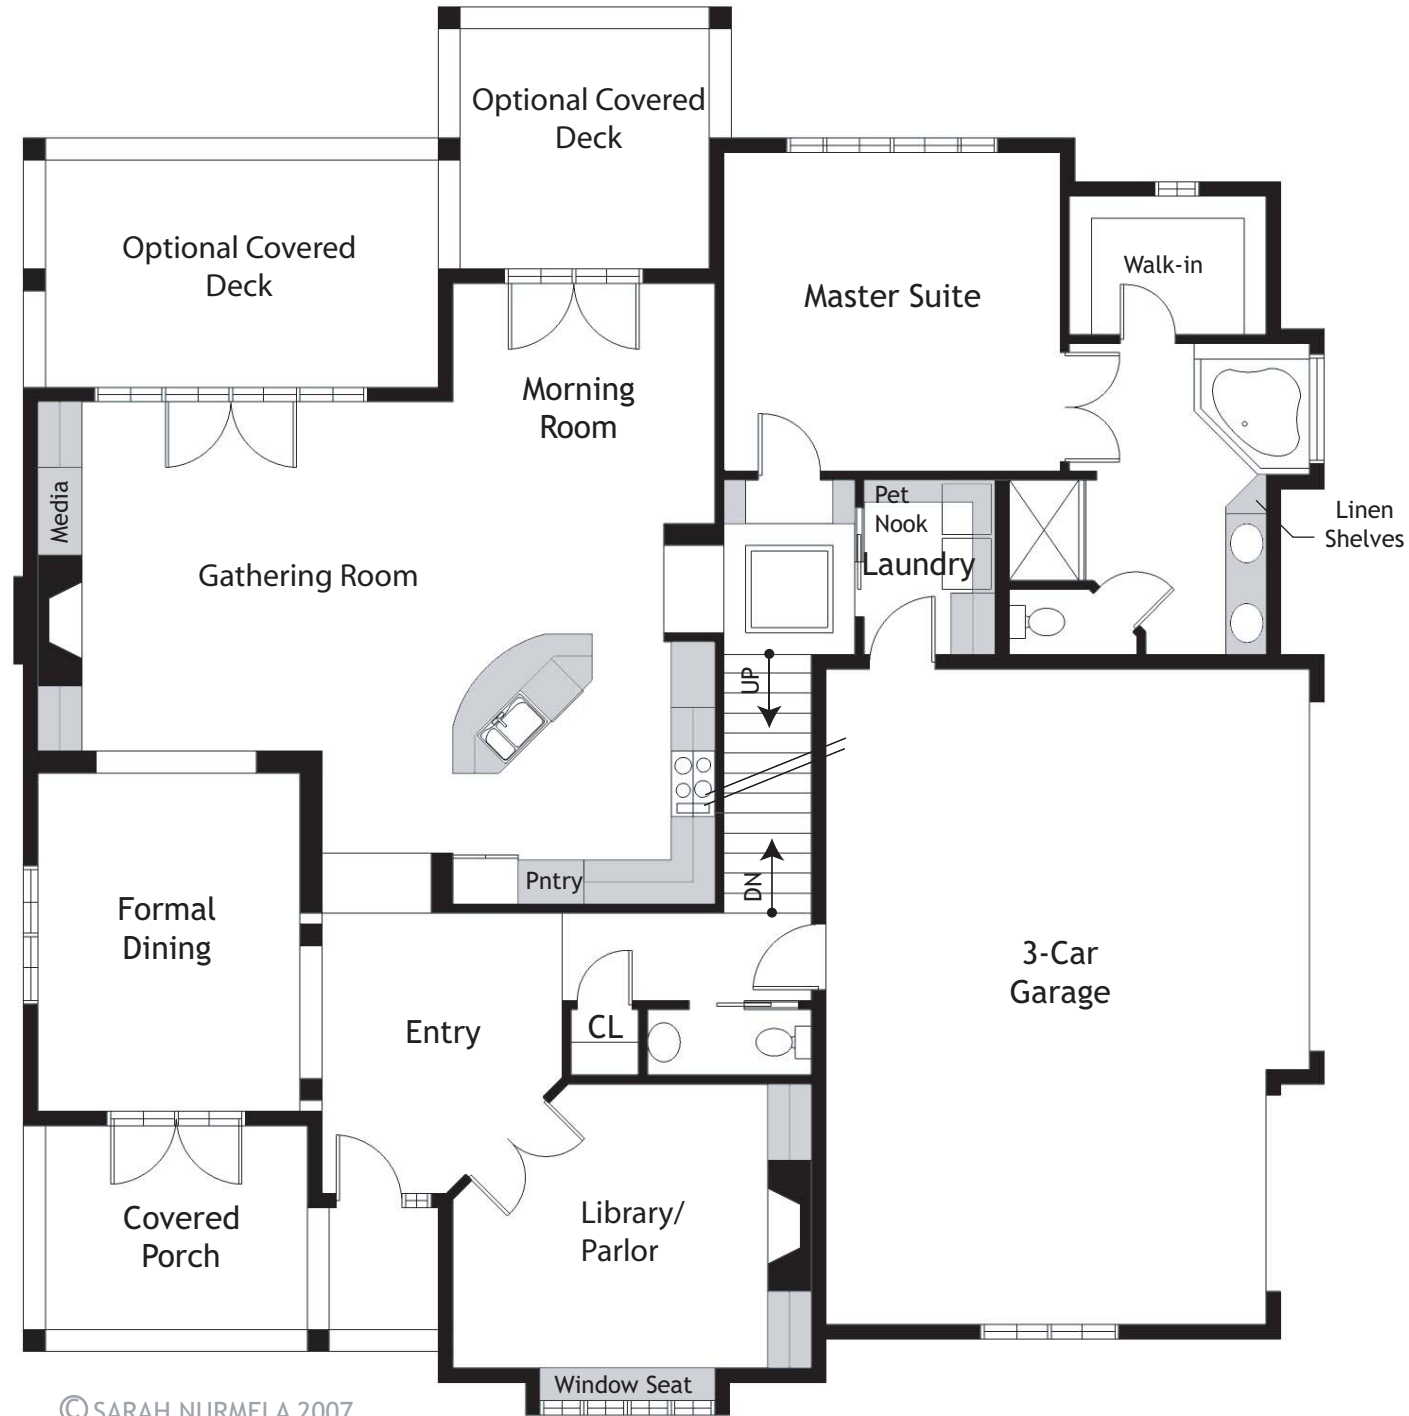 Optional Covered
Deck
Optional Covered
Deck
Walk-in
Master Suite
Morning
Room
Media
Pet
Nook
Laundry
Linen
Shelves
Gathering Room
UP
Pntry
DN
Formal
Dining
3-Car
Garage
Entry
CL
Covered
Porch
Library/
Parlor
Window Seat
© SARAH NURMELA 2007